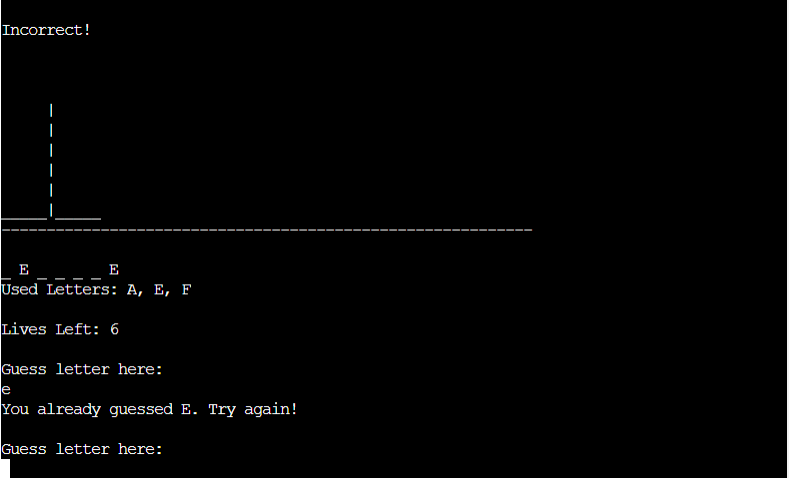 Incorrect!
|
|
|
|
|
_____|_____
-----------------------------------------------------------
_ E _ _ _ _ E
Used Letters: A, E, F
Lives Left: 6
Guess letter here:
e
You already guessed E. Try again!
Guess letter here: